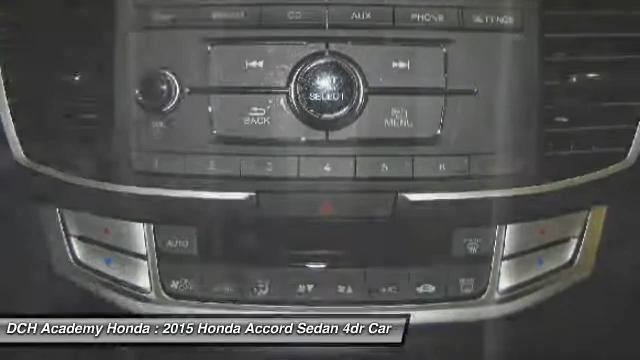 CD AUX PHONE SETTINGS
SELECT
BACK MENU
1 2 3 4 5 6
AUTO
DCH Academy Honda : 2015 Honda Accord Sedan 4dr Car